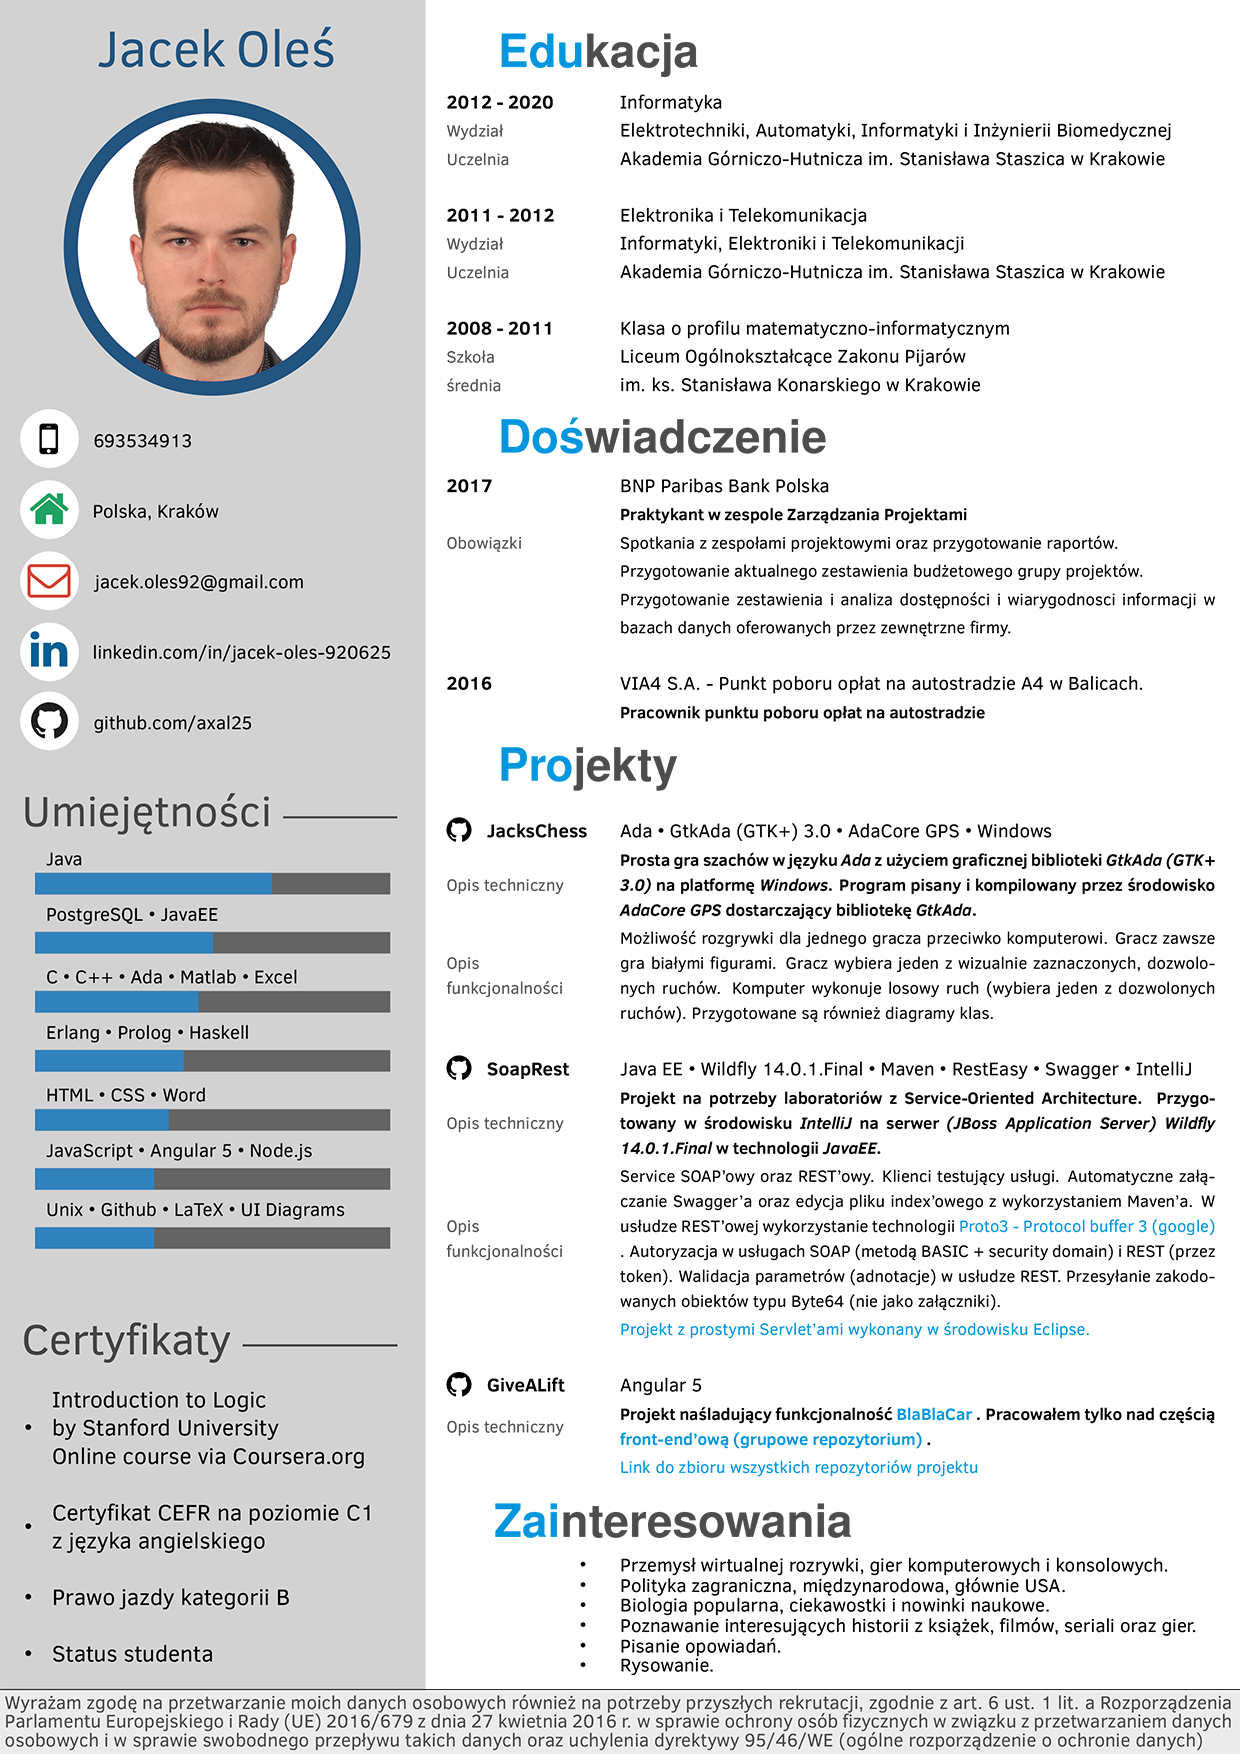 Jacek Oleś
693534913
Polska, Kraków
jacek.oles92@gmail.com
linkedin.com/in/jacek-oles-920625
github.com/axal25
Umiejętności
Java
PostgreSQL • JavaEE
C • C++ • Ada • Matlab • Excel
Erlang • Prolog • Haskell
HTML • CSS • Word
JavaScript • Angular 5 • Node.js
Unix • Github • LaTeX • UI Diagrams
Certyfikaty
Introduction to Logic
• by Stanford University
Online course via Coursera.org
Certyfikat CEFR na poziomie C1
• z języka angielskiego
• Prawo jazdy kategorii B
• Status studenta
Edukacja
2012 - 2020 Informatyka
Wydział Elektrotechniki, Automatyki, Informatyki i Inżynierii Biomedycznej
Uczelnia Akademia Górniczo-Hutnicza im. Stanisława Staszica w Krakowie
2011 - 2012 Elektronika i Telekomunikacja
Wydział Informatyki, Elektroniki i Telekomunikacji
Uczelnia Akademia Górniczo-Hutnicza im. Stanisława Staszica w Krakowie
2008 - 2011 Klasa o profilu matematyczno-informatycznym
Szkoła Liceum Ogólnokształcące Zakonu Pijarów
średnia im. ks. Stanisława Konarskiego w Krakowie
Doświadczenie
2017 BNP Paribas Bank Polska
Praktykant w zespole Zarządzania Projektami
Obowiązki Spotkania z zespołami projektowymi oraz przygotowanie raportów.
Przygotowanie aktualnego zestawienia budżetowego grupy projektów.
Przygotowanie zestawienia i analiza dostępności i wiarygodnosci informacji w
bazach danych oferowanych przez zewnętrzne firmy.
2016 VIA4 S.A. - Punkt poboru opłat na autostradzie A4 w Balicach.
Pracownik punktu poboru opłat na autostradzie
Projekty
JacksChess Ada • GtkAda (GTK+) 3.0 • AdaCore GPS • Windows
Prosta gra szachów w języku Ada z użyciem graficznej biblioteki GtkAda (GTK+
Opis techniczny 3.0) na platformę Windows. Program pisany i kompilowany przez środowisko
AdaCore GPS dostarczający bibliotekę GtkAda.
Możliwość rozgrywki dla jednego gracza przeciwko komputerowi. Gracz zawsze
Opis gra białymi figurami. Gracz wybiera jeden z wizualnie zaznaczonych, dozwolo-
funkcjonalności nych ruchów. Komputer wykonuje losowy ruch (wybiera jeden z dozwolonych
ruchów). Przygotowane są również diagramy klas.
SoapRest Java EE • Wildfly 14.0.1.Final • Maven • RestEasy • Swagger • IntelliJ
Projekt na potrzeby laboratoriów z Service-Oriented Architecture. Przygo-
Opis techniczny towany w środowisku IntelliJ na serwer (JBoss Application Server) Wildfly
14.0.1.Final w technologii JavaEE.
Service SOAP’owy oraz REST’owy. Klienci testujący usługi. Automatyczne załą-
czanie Swagger’a oraz edycja pliku index’owego z wykorzystaniem Maven’a. W
Opis usłudze REST’owej wykorzystanie technologii Proto3 - Protocol buffer 3 (google)
funkcjonalności . Autoryzacja w usługach SOAP (metodą BASIC + security domain) i REST (przez
token). Walidacja parametrów (adnotacje) w usłudze REST. Przesyłanie zakodo-
wanych obiektów typu Byte64 (nie jako załączniki).
Projekt z prostymi Servlet’ami wykonany w środowisku Eclipse.
GiveALift Angular 5
Projekt naśladujący funkcjonalność BlaBlaCar . Pracowałem tylko nad częścią
Opis techniczny
front-end’ową (grupowe repozytorium) .
Link do zbioru wszystkich repozytoriów projektu
Zainteresowania
• Przemysł wirtualnej rozrywki, gier komputerowych i konsolowych.
• Polityka zagraniczna, międzynarodowa, głównie USA.
• Biologia popularna, ciekawostki i nowinki naukowe.
• Poznawanie interesujących historii z książek, filmów, seriali oraz gier.
• Pisanie opowiadań.
• Rysowanie.
Wyrażam zgodę na przetwarzanie moich danych osobowych również na potrzeby przyszłych rekrutacji, zgodnie z art. 6 ust. 1 lit. a Rozporządzenia
Parlamentu Europejskiego i Rady (UE) 2016/679 z dnia 27 kwietnia 2016 r. w sprawie ochrony osób fizycznych w związku z przetwarzaniem danych
osobowych i w sprawie swobodnego przepływu takich danych oraz uchylenia dyrektywy 95/46/WE (ogólne rozporządzenie o ochronie danych)